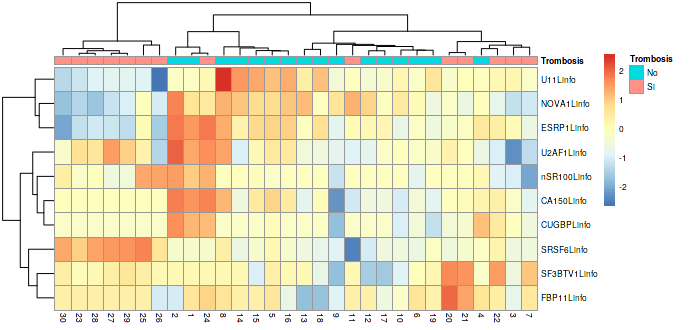 Trombosis
U11Linfo
NOVA1Linfo
ESRP1Linfo
U2AF1Linfo
nSR100Linfo
CA150Linfo
CUGBPLinfo
SRSF6Linfo
SF3BTV1Linfo
FBP11Linfo
30 23 28 27 29 25 26 2 1 24 8 14 15 5 16 13 18 9 11 12 17 10 6 19 20 21 4 22 3 7
2
1
0
-1
-2
Trombosis
No
Si